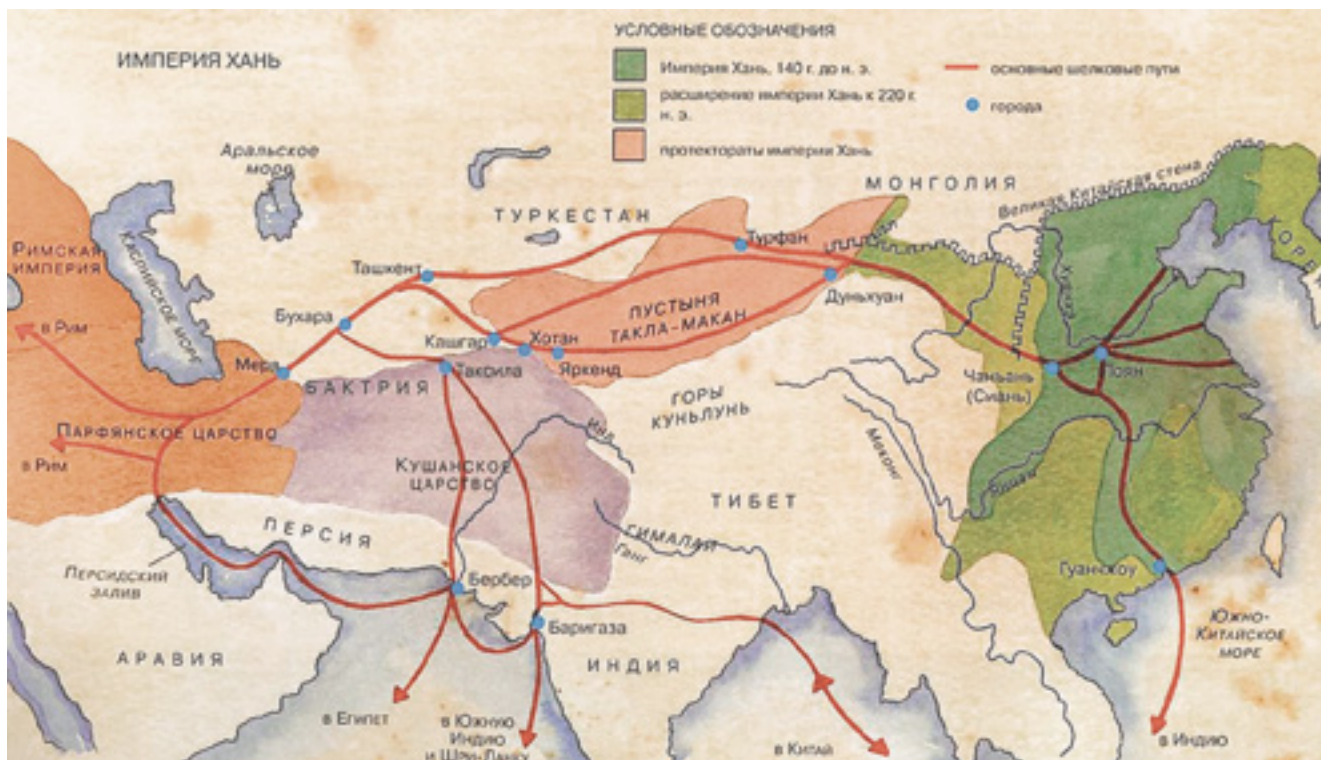 ИМПЕРИЯ ХАНЬ
УСЛОВНЫЕ ОБОЗНАЧЕНИЯ
Империя Хань, 140 г. до н. э.
расширение империи Хань к 220 г.
н. э.
протектораты империи Хань
основные шелковые пути
города
Аральское
море
МОНГОЛИЯ
Великая Китайская стена
ТУРКЕСТАН
КОРЕ
РИМСКАЯ
ИМПЕРИЯ
КАСПИЙСКОЕ МОРЕ
Турфан
Ташкент
Дуньхуан
ПУСТЫНЯ
ТАКЛА-МАКАН
Хуанхэ
в Рим
Бухара
Кашгар
Хотан
Яркенд
Мерв
БАКТРИЯ
Таксила
Чаньань
(Сиань)
Лоян
ГОРЫ
КУНЬЛУНЬ
ПАРФЯНСКОЕ ЦАРСТВО
в Рим
Инд
Меконг
КУШАНСКОЕ
ЦАРСТВО
Янцзы
ТИБЕТ
ПЕРСИЯ
ГИМАЛАИ
Ганг
ПЕРСИДСКИЙ
ЗАЛИВ
Бербер
Гуанчжоу
Баригаза
ЮЖНО-
КИТАЙСКОЕ
МОРЕ
АРАВИЯ
ИНДИЯ
в Египет
в Южную
Индию
и Шри-Ланку
в Китай
в Индию